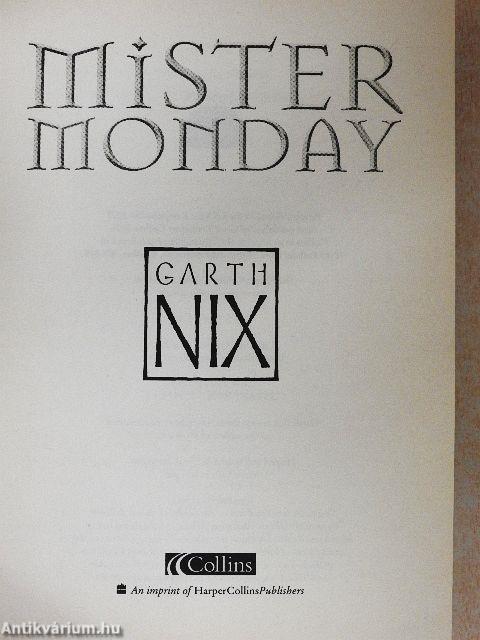 MiSTER
MONDAY
GARTH
NIX
Collins
An imprint of HarperCollinsPublishers
Antikvárium.hu